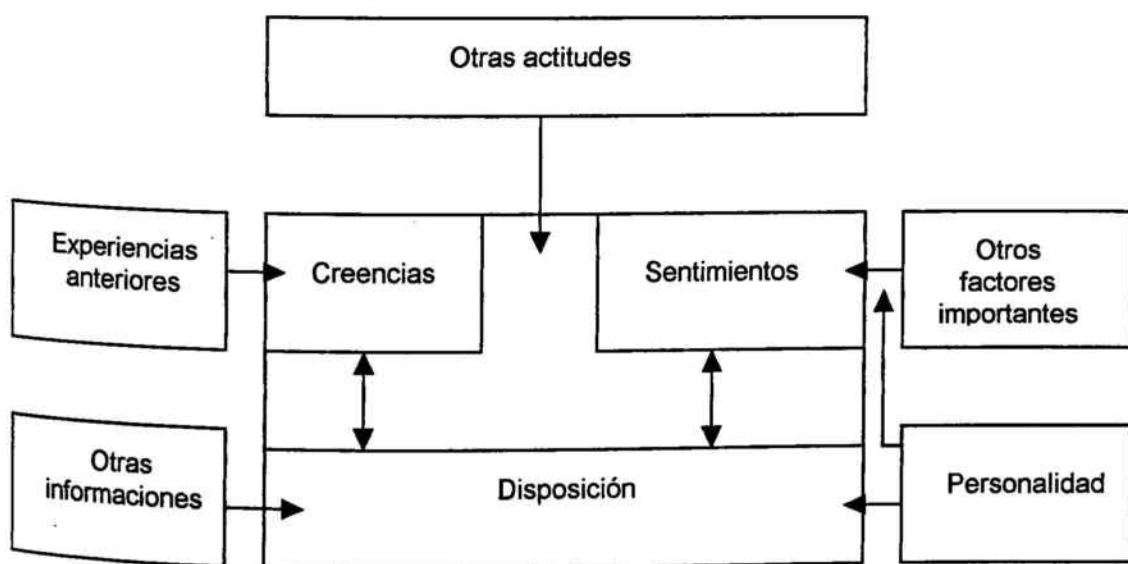 Otras actitudes
Experiencias
anteriores
Creencias
Sentimientos
Otros
factores
importantes
Otras
informaciones
Disposición
Personalidad